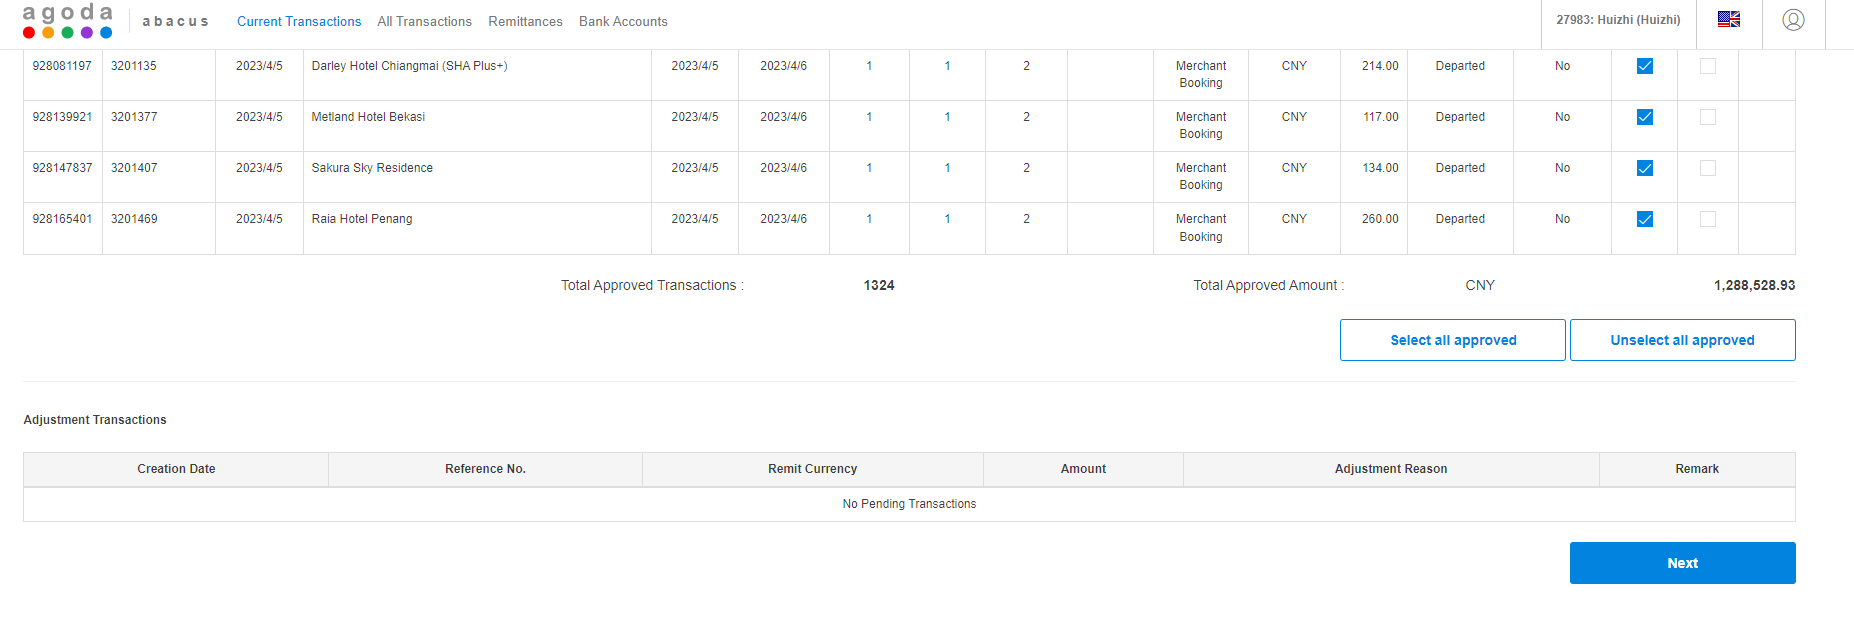 agoda
abacus Current Transactions All Transactions Remittances Bank Accounts 27983: Huizhi (Huizhi)
928081197 3201135 2023/4/5 Darley Hotel Chiangmai (SHA Plus+) 2023/4/5 2023/4/6 1 1 2 Merchant CNY 214.00 Departed No
Booking
928139921 3201377 2023/4/5 Metland Hotel Bekasi 2023/4/5 2023/4/6 1 1 2 Merchant CNY 117.00 Departed No
Booking
928147837 3201407 2023/4/5 Sakura Sky Residence 2023/4/5 2023/4/6 1 1 2 Merchant CNY 134.00 Departed No
Booking
928165401 3201469 2023/4/5 Raia Hotel Penang 2023/4/5 2023/4/6 1 1 2 Merchant CNY 260.00 Departed No
Booking
Total Approved Transactions : 1324 Total Approved Amount : CNY 1,288,528.93
Select all approved Unselect all approved
Adjustment Transactions
Creation Date Reference No. Remit Currency Amount Adjustment Reason Remark
No Pending Transactions
Next